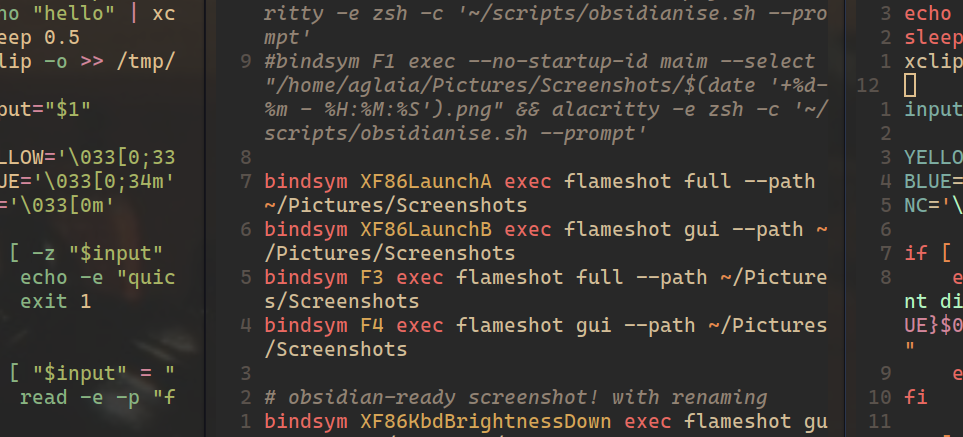 no "hello" | xc
eep 0.5
lip -o >> /tmp/
put="$1"
LLOW='\033[0;33
UE='\033[0;34m'
='\033[0m'
[ -z "$input"
echo -e "quic
exit 1
[ "$input" = "
read -e -p "f
ritty -e zsh -c '~/scripts/obsidianise.sh --pro
mpt'
9 #bindsym F1 exec --no-startup-id maim --select
"/home/aglaia/Pictures/Screenshots/$(date '+%d-
%m - %H:%M:%S').png" && alacritty -e zsh -c '~/
scripts/obsidianise.sh --prompt'
8
7 bindsym XF86LaunchA exec flameshot full --path
~/Pictures/Screenshots
6 bindsym XF86LaunchB exec flameshot gui --path ~
/Pictures/Screenshots
5 bindsym F3 exec flameshot full --path ~/Picture
s/Screenshots
4 bindsym F4 exec flameshot gui --path ~/Pictures
/Screenshots
3
2 # obsidian-ready screenshot! with renaming
1 bindsym XF86KbdBrightnessDown exec flameshot gu
3 echo
2 sleep
1 xclip
12
1 input
2
3 YELLO
4 BLUE=
5 NC='\
6
7 if [
8 e
nt di
UE}$0
"
9 e
10 fi
11